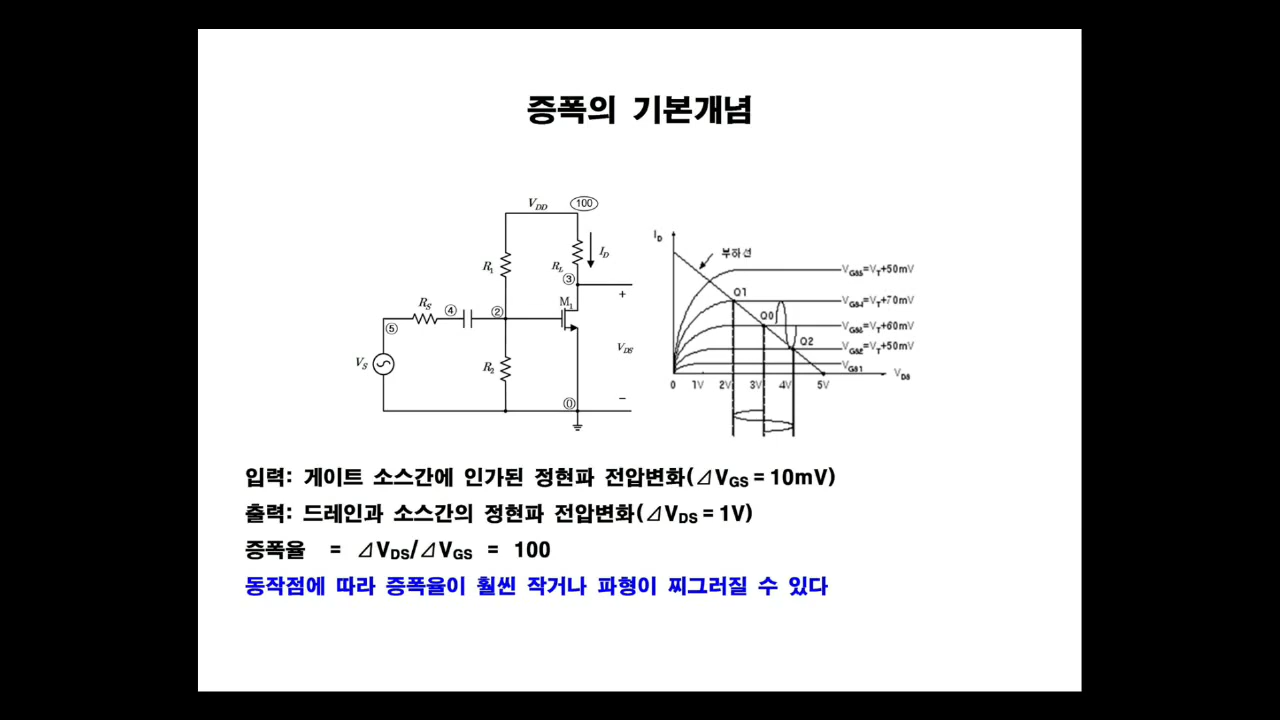 증폭의 기본개념
V_DD
100
I_D
R_1
R_L
③
+
M_1
R_S
④
②
⑤
V_S
R_2
V_DS
−
⓪
I_D
부하선
V_GS5=V_T+50mV
Q1
V_GS4=V_T+70mV
Q0
V_GS3=V_T+60mV
Q2
V_GS2=V_T+50mV
V_GS1
0 1V 2V 3V 4V 5V
V_DS
입력: 게이트 소스간에 인가된 정현파 전압변화(⊿V_GS = 10mV)
출력: 드레인과 소스간의 정현파 전압변화(⊿V_DS = 1V)
증폭율 = ⊿V_DS/⊿V_GS = 100
동작점에 따라 증폭율이 훨씬 작거나 파형이 찌그러질 수 있다